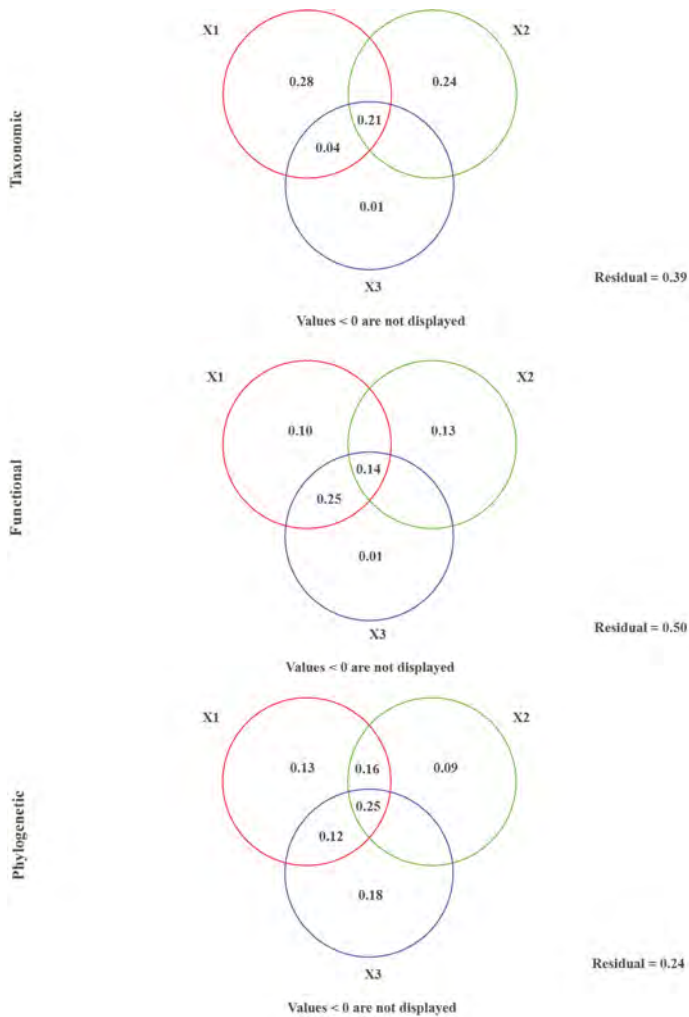 X1
X2
0.28
0.24
0.21
0.04
Taxonomic
0.01
Residual = 0.39
X3
Values < 0 are not displayed
X1
X2
0.10
0.13
0.14
0.25
Functional
0.01
Residual = 0.50
X3
Values < 0 are not displayed
X1
X2
0.13
0.16
0.09
0.25
0.12
Phylogenetic
0.18
Residual = 0.24
X3
Values < 0 are not displayed